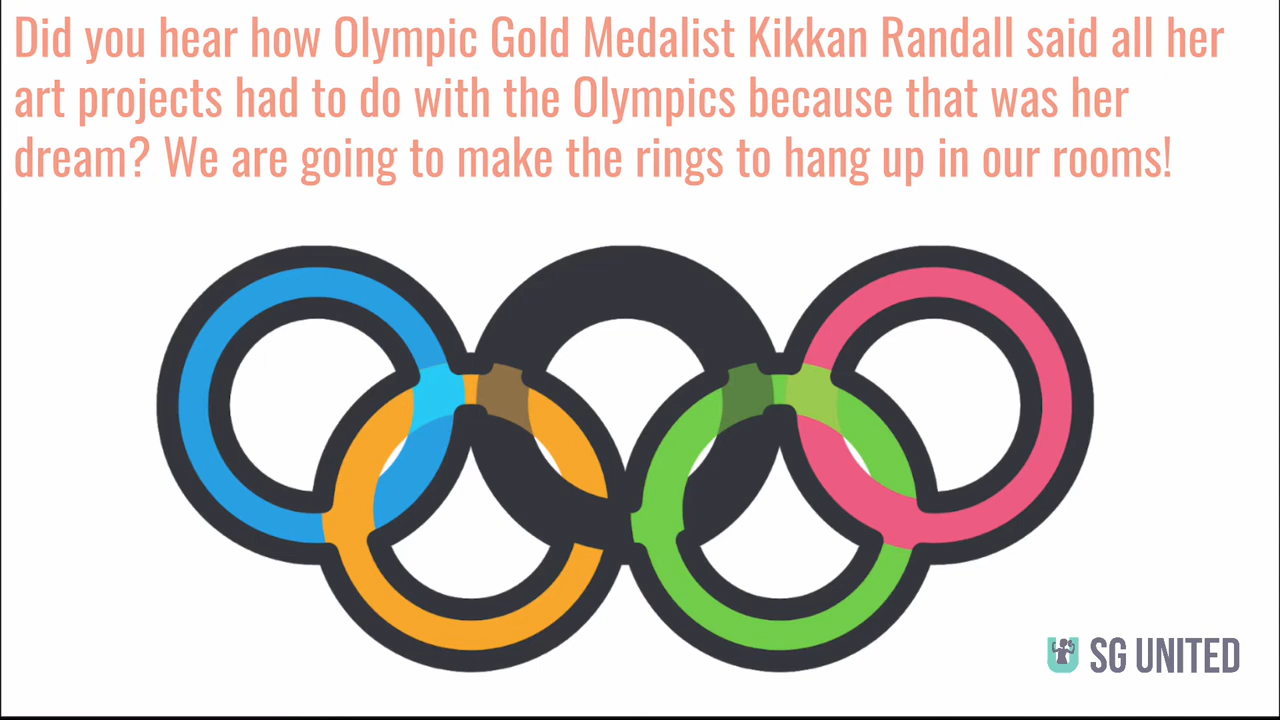 Did you hear how Olympic Gold Medalist Kikkan Randall said all her
art projects had to do with the Olympics because that was her
dream? We are going to make the rings to hang up in our rooms!
SG UNITED